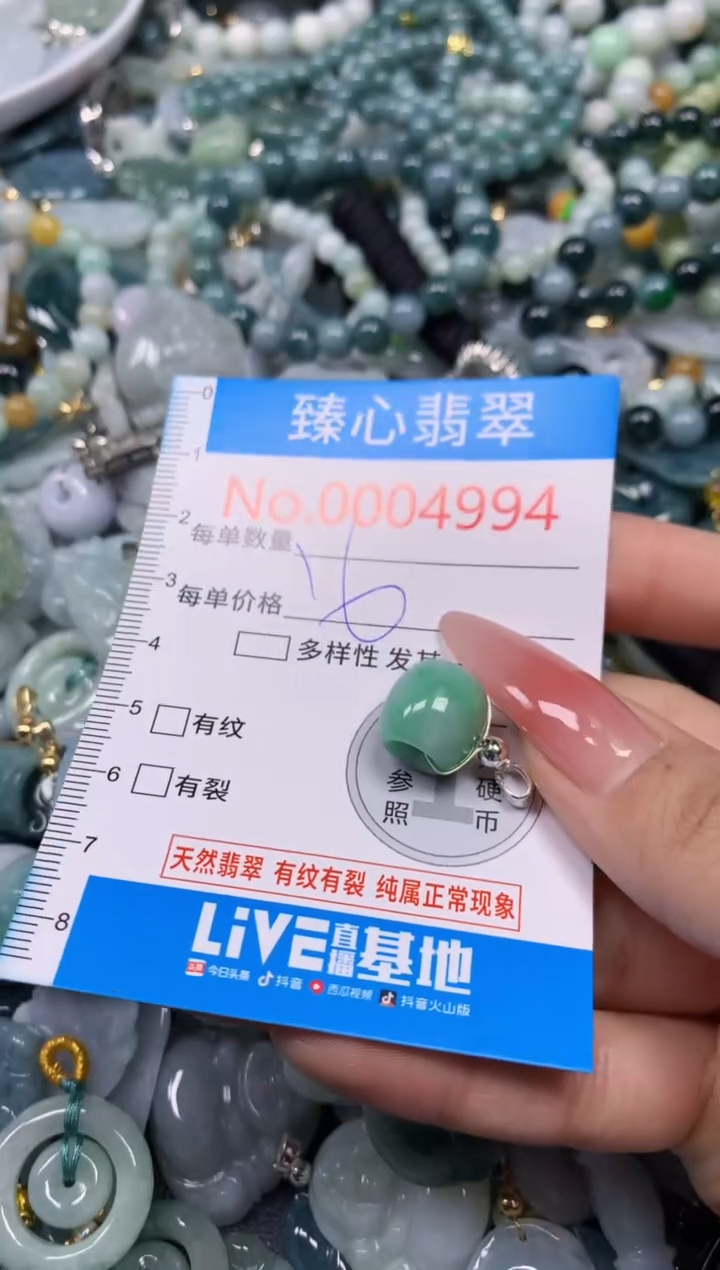 0
臻心翡翠
1
No.0004994
2
每单数量
16
3
每单价格
4
多样性 发其
5
有纹
6
有裂
参 硬
照 币
7
天然翡翠 有纹有裂 纯属正常现象
8
LiVE直播基地
今日头条 抖音 西瓜视频 抖音火山版